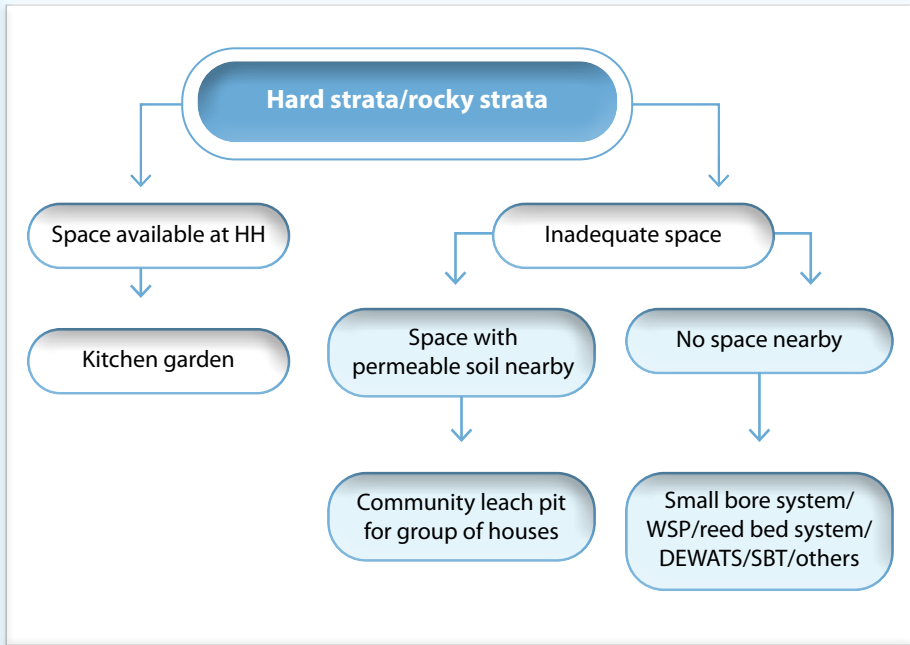 Hard strata/rocky strata
Space available at HH
Inadequate space
Kitchen garden
Space with
permeable soil nearby
No space nearby
Community leach pit
for group of houses
Small bore system/
WSP/reed bed system/
DEWATS/SBT/others